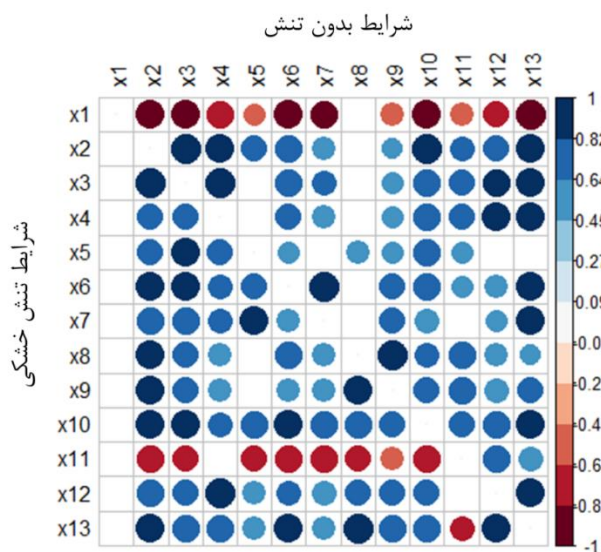 شرایط بدون تنش
x1 x2 x3 x4 x5 x6 x7 x8 x9 x10 x11 x12 x13
شرایط تنش خشکی
x1
x2
x3
x4
x5
x6
x7
x8
x9
x10
x11
x12
x13
1
0.82
0.64
0.45
0.27
0.09
-1